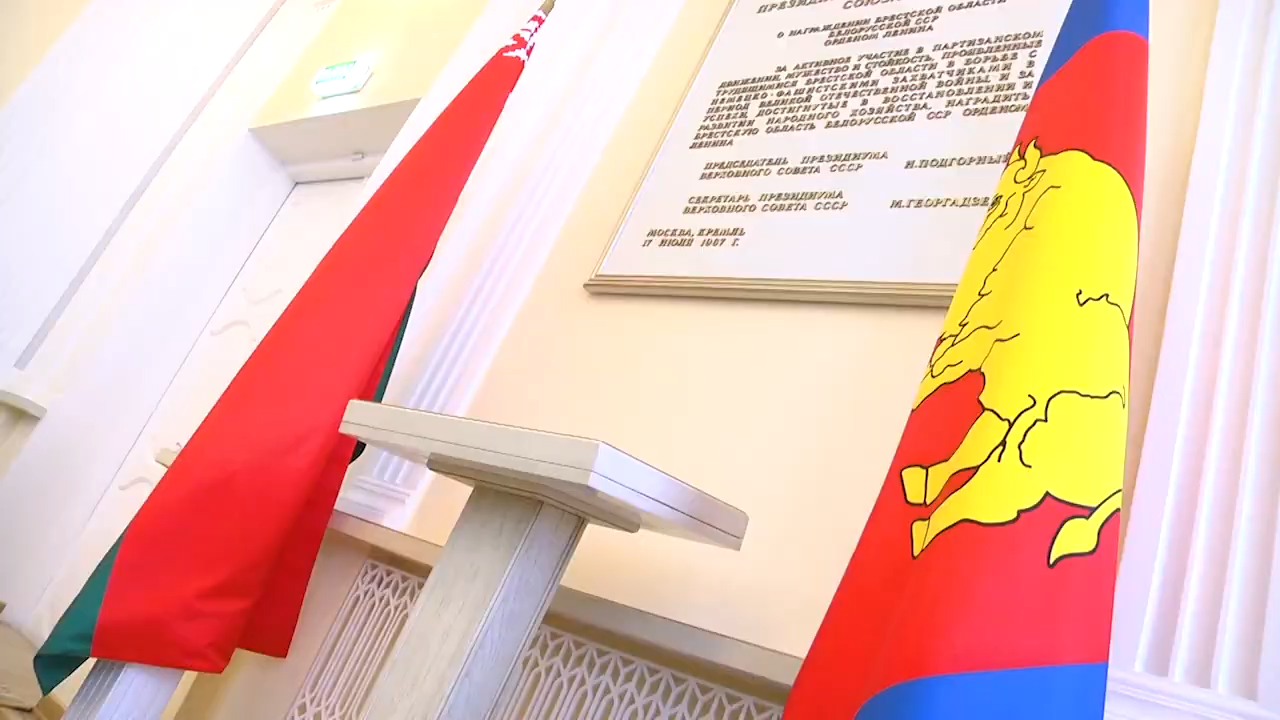 О НАГРАЖДЕНИИ БРЕСТСКОЙ ОБЛАСТИ
БЕЛОРУССКОЙ ССР
ОРДЕНОМ ЛЕНИНА
ЗА АКТИВНОЕ УЧАСТИЕ В ПАРТИЗАНСКОМ
ДВИЖЕНИИ, МУЖЕСТВО И СТОЙКОСТЬ, ПРОЯВЛЕННЫЕ
ТРУДЯЩИМИСЯ БРЕСТСКОЙ ОБЛАСТИ В БОРЬБЕ С
НЕМЕЦКО-ФАШИСТСКИМИ ЗАХВАТЧИКАМИ В
ПЕРИОД ВЕЛИКОЙ ОТЕЧЕСТВЕННОЙ ВОЙНЫ, И ЗА
УСПЕХИ, ДОСТИГНУТЫЕ В ВОССТАНОВЛЕНИИ И
РАЗВИТИИ НАРОДНОГО ХОЗЯЙСТВА, НАГРАДИТЬ
БРЕСТСКУЮ ОБЛАСТЬ БЕЛОРУССКОЙ ССР ОРДЕНОМ
ЛЕНИНА
ПРЕДСЕДАТЕЛЬ ПРЕЗИДИУМА
ВЕРХОВНОГО СОВЕТА СССР Н.ПОДГОРНЫЙ
СЕКРЕТАРЬ ПРЕЗИДИУМА
ВЕРХОВНОГО СОВЕТА СССР М.ГЕОРГАДЗЕ
МОСКВА, КРЕМЛЬ
17 ИЮЛЯ 1967 Г.